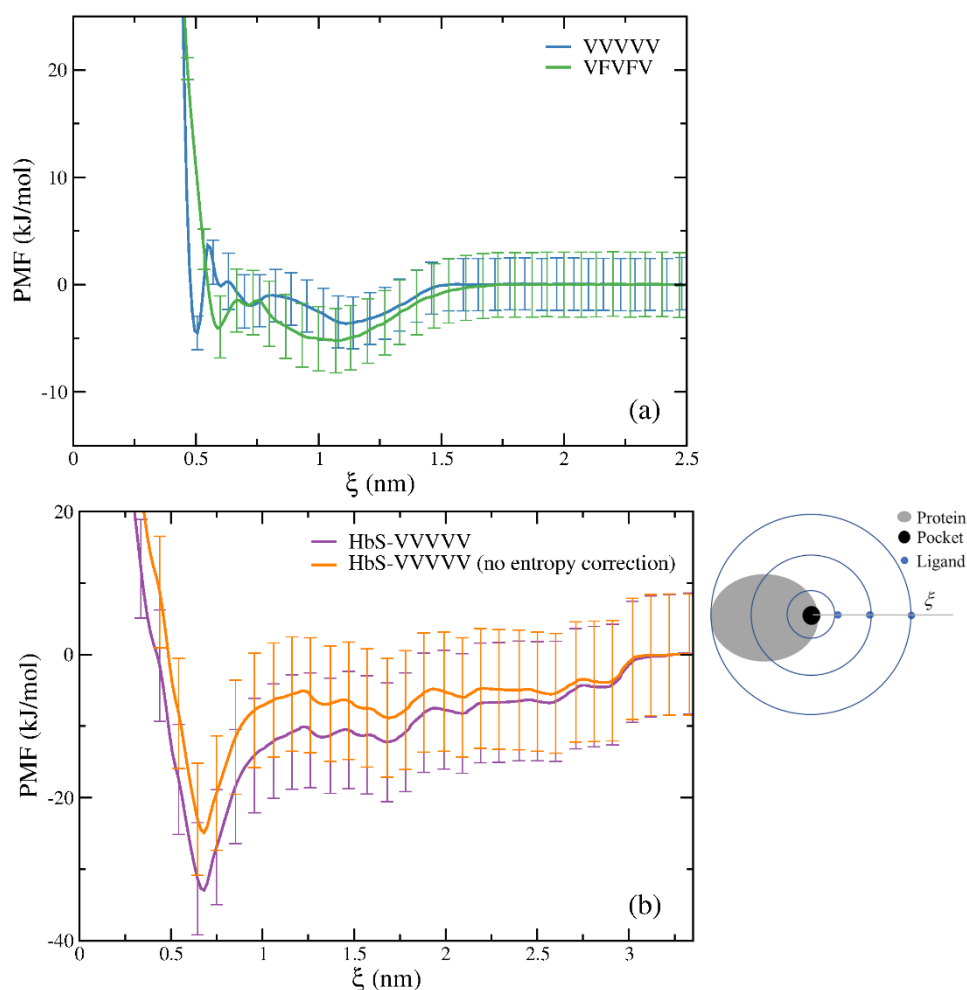 VVVVV
VFVFV
20
10
0
-10
PMF (kJ/mol)
(a)
0.5 1 1.5 2 2.5
ξ (nm)
20
0
-20
-40
PMF (kJ/mol)
HbS-VVVVV
HbS-VVVVV (no entropy correction)
(b)
0 0.5 1 1.5 2 2.5 3
ξ (nm)
Protein
Pocket
Ligand
ξ